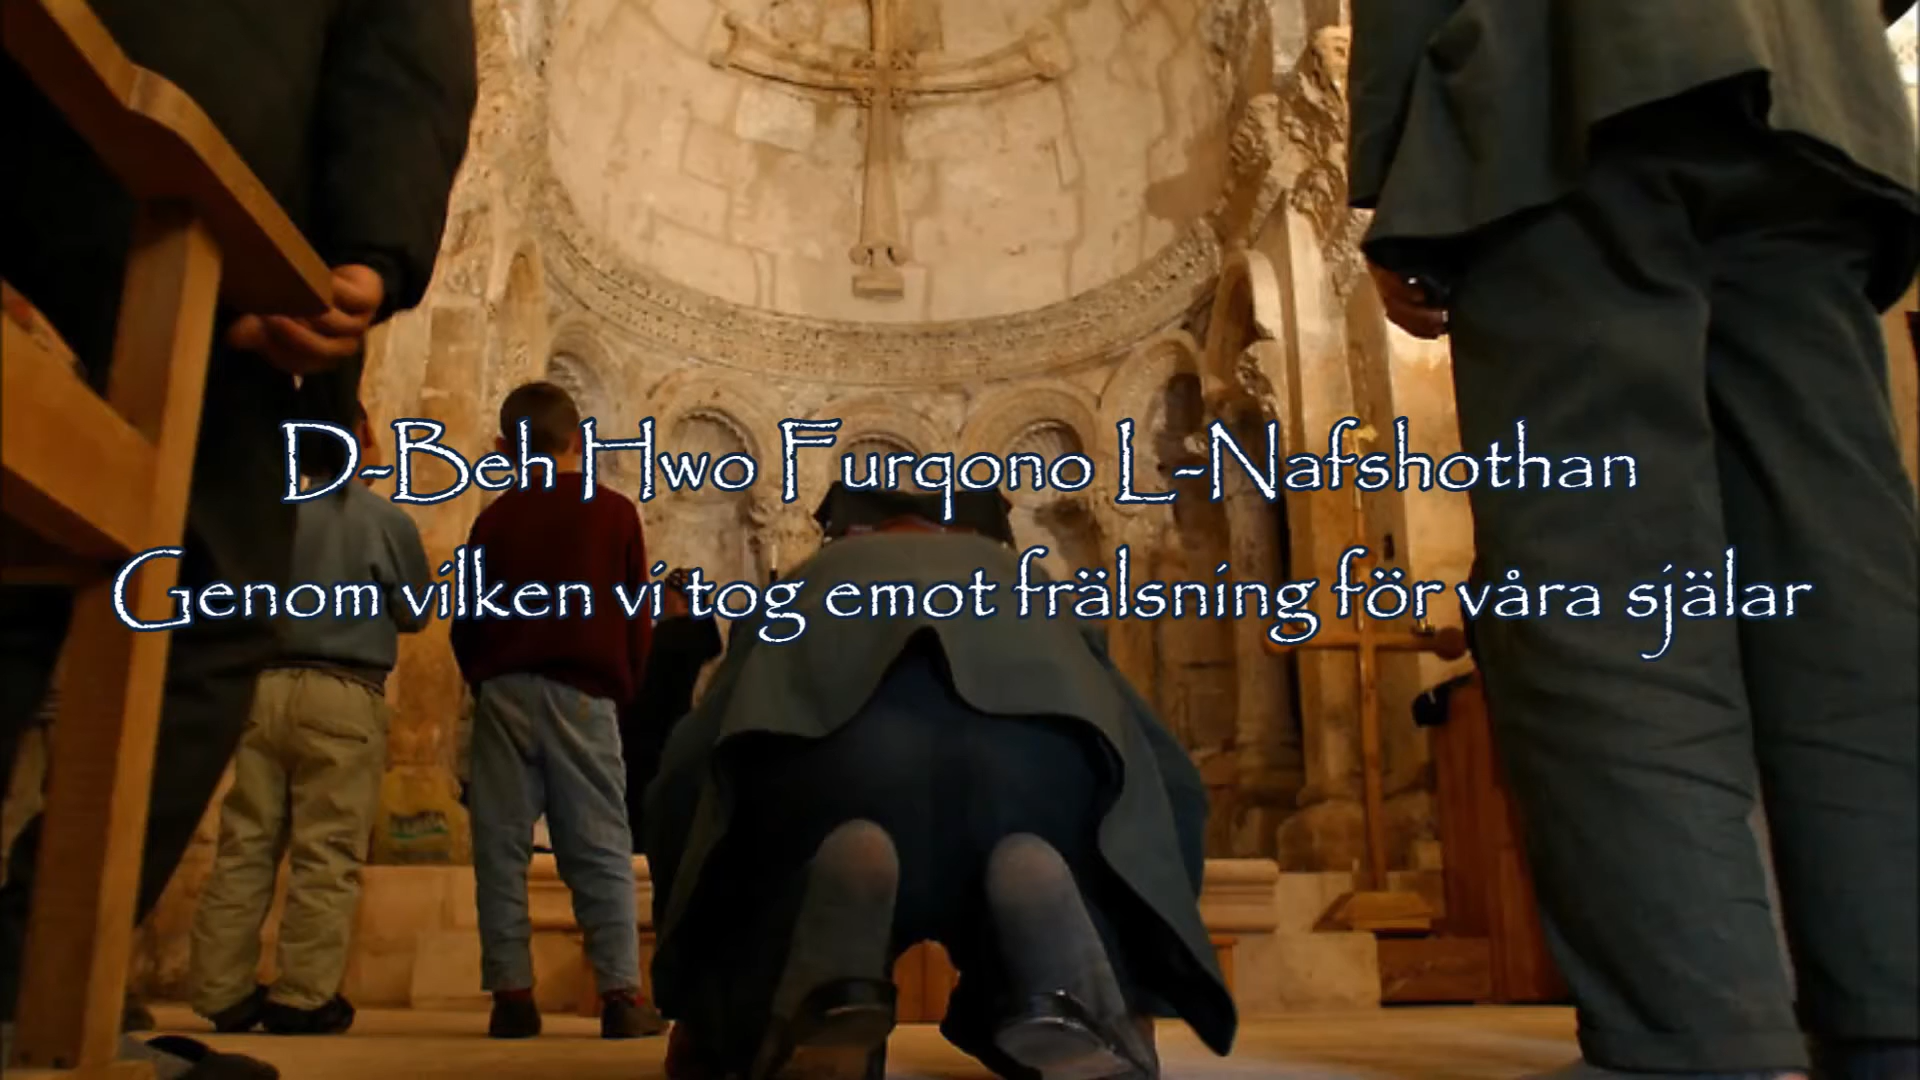 D-Beh Hwo Furqono L-Nafshothan
Genom vilken vi tog emot frälsning för våra själar